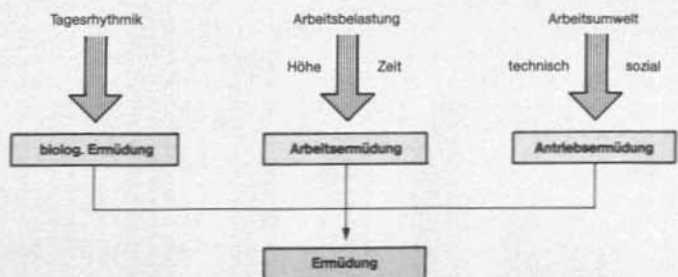 Tagesrhythmik Arbeitsbelastung Arbeitsumwelt
Höhe Zeit technisch sozial
biolog. Ermüdung Arbeitsermüdung Antriebsermüdung
Ermüdung